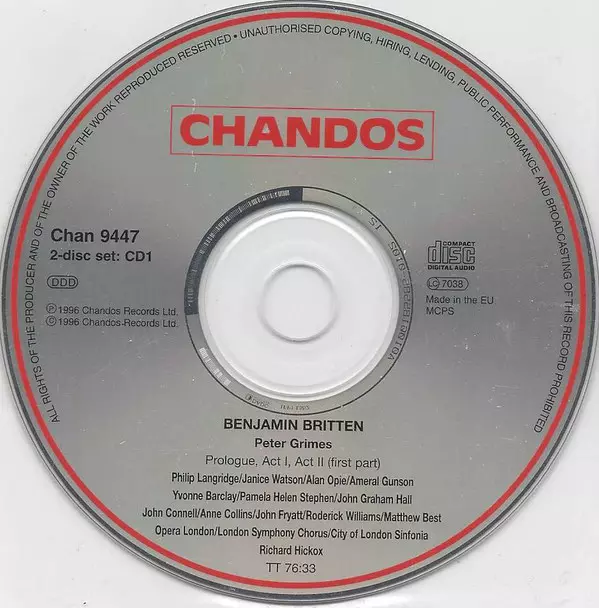 ALL RIGHTS OF THE PRODUCER AND OF THE OWNER OF THE WORK REPRODUCED RESERVED • UNAUTHORISED COPYING, HIRING, LENDING, PUBLIC PERFORMANCE AND BROADCASTING OF THIS RECORD PROHIBITED
CHANDOS
Chan 9447
2-disc set: CD1
DDD
℗ 1996 Chandos Records Ltd.
© 1996 Chandos Records Ltd.
COMPACT
disc
DIGITAL AUDIO
LC 7038
Made in the EU
MCPS
BENJAMIN BRITTEN
Peter Grimes
Prologue, Act I, Act II (first part)
Philip Langridge/Janice Watson/Alan Opie/Ameral Gunson
Yvonne Barclay/Pamela Helen Stephen/John Graham Hall
John Connell/Anne Collins/John Fryatt/Roderick Williams/Matthew Best
Opera London/London Symphony Chorus/City of London Sinfonia
Richard Hickox
TT 76:33